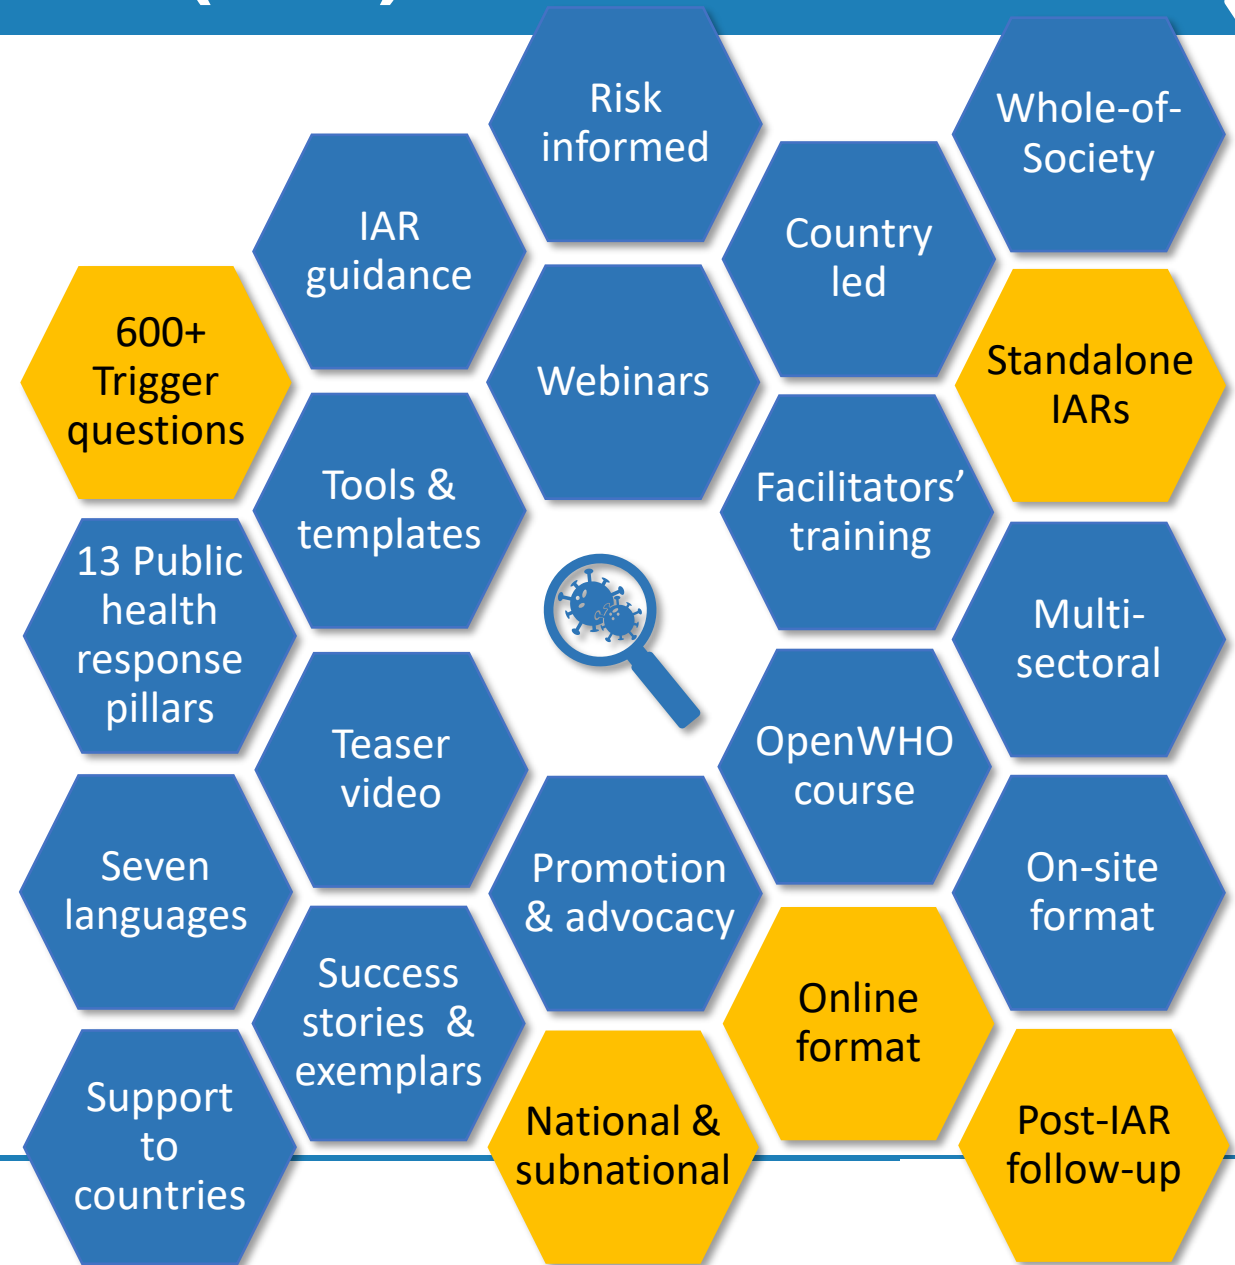 Risk
informed
Whole-of-
Society
IAR
guidance
Country
led
600+
Trigger
questions
Webinars
Standalone
IARs
Tools &
templates
Facilitators’
training
13 Public
health
response
pillars
Multi-
sectoral
Teaser
video
OpenWHO
course
Seven
languages
Promotion
& advocacy
On-site
format
Success
stories &
exemplars
Online
format
Support
to
countries
National &
subnational
Post-IAR
follow-up